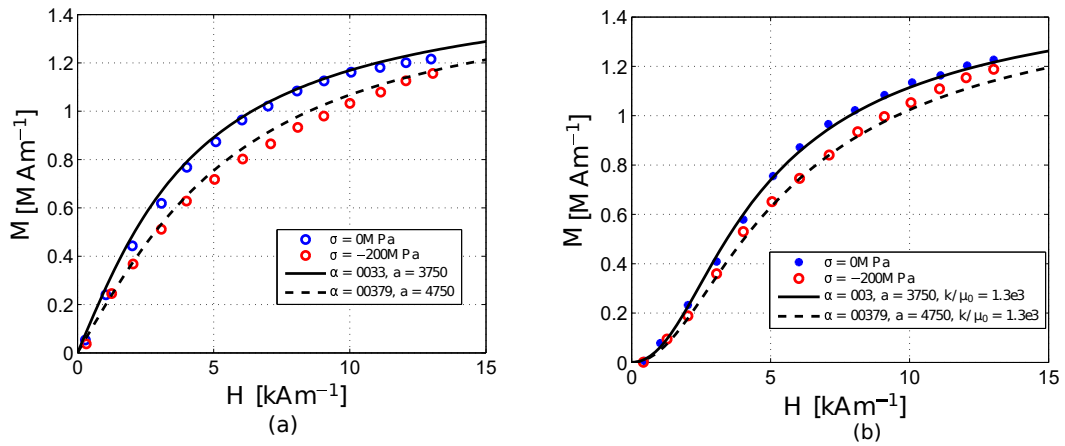 1.4
1.2
1
0.8
0.6
0.4
0.2
0
M [M Am⁻¹]
σ = 0M Pa
σ = −200M Pa
α = 0033, a = 3750
α = 00379, a = 4750
0 5 10 15
H [kAm⁻¹]
(a)
1.4
1.2
1
0.8
0.6
0.4
0.2
0
M [M Am⁻¹]
σ = 0M Pa
σ = −200M Pa
α = 003, a = 3750, k/μ₀ = 1.3e3
α = 00379, a = 4750, k/μ₀ = 1.3e3
0 5 10 15
H [kAm⁻¹]
(b)